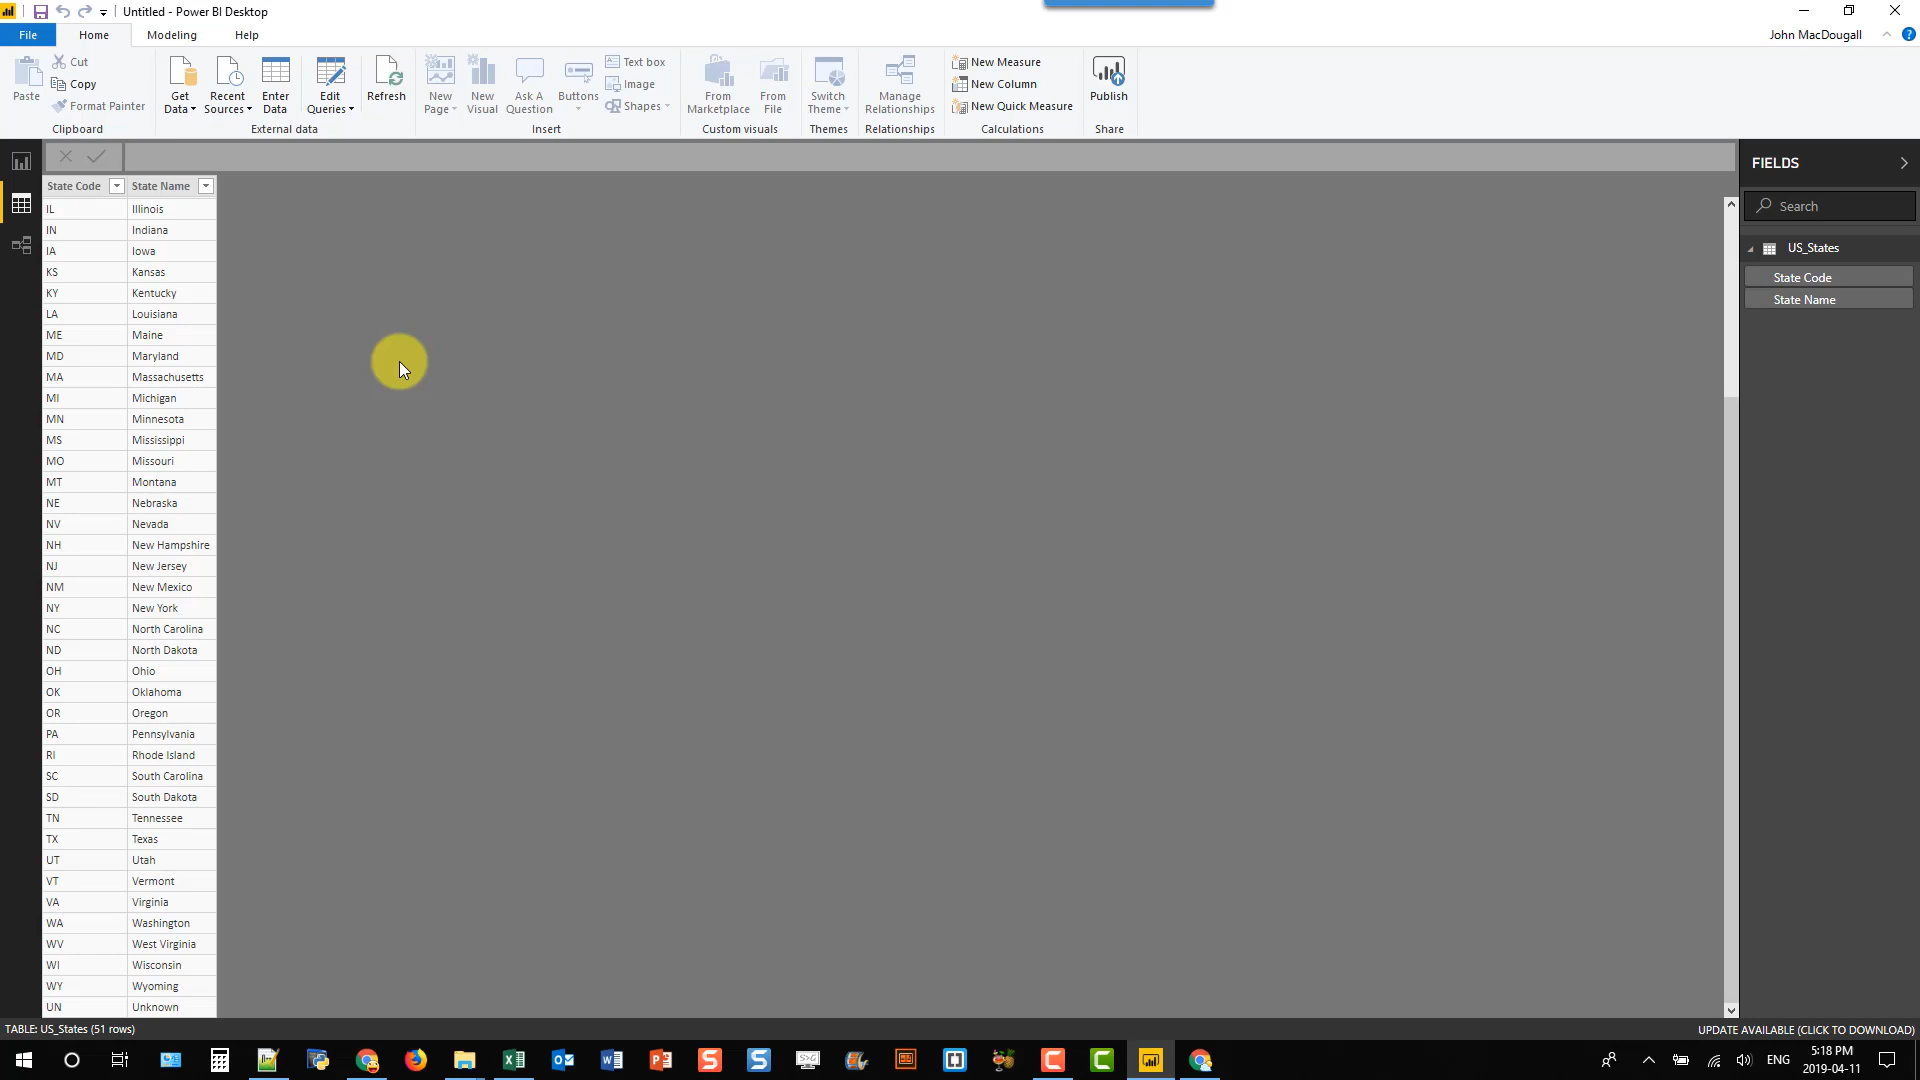 Untitled - Power BI Desktop
File
Home
Modeling
Help
John MacDougall
Paste
Cut
Copy
Format Painter
Clipboard
Get Data
Recent Sources
Enter Data
Edit Queries
Refresh
External data
New Page
New Visual
Ask A Question
Buttons
Text box
Image
Shapes
Insert
From Marketplace
From File
Custom visuals
Switch Theme
Themes
Manage Relationships
Relationships
New Measure
New Column
New Quick Measure
Calculations
Publish
Share
FIELDS
Search
US_States
State Code
State Name
State Code State Name
IL Illinois
IN Indiana
IA Iowa
KS Kansas
KY Kentucky
LA Louisiana
ME Maine
MD Maryland
MA Massachusetts
MI Michigan
MN Minnesota
MS Mississippi
MO Missouri
MT Montana
NE Nebraska
NV Nevada
NH New Hampshire
NJ New Jersey
NM New Mexico
NY New York
NC North Carolina
ND North Dakota
OH Ohio
OK Oklahoma
OR Oregon
PA Pennsylvania
RI Rhode Island
SC South Carolina
SD South Dakota
TN Tennessee
TX Texas
UT Utah
VT Vermont
VA Virginia
WA Washington
WV West Virginia
WI Wisconsin
WY Wyoming
UN Unknown
TABLE: US_States (51 rows)
UPDATE AVAILABLE (CLICK TO DOWNLOAD)
ENG
5:18 PM
2019-04-11